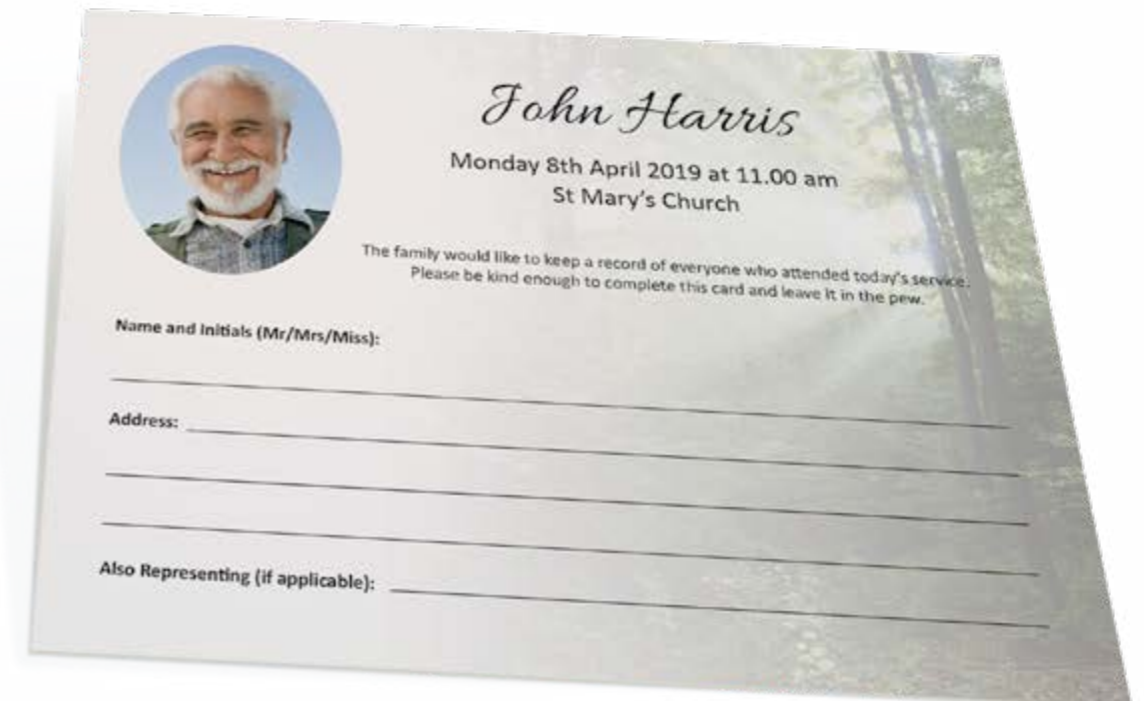 John Harris
Monday 8th April 2019 at 11.00 am
St Mary's Church
The family would like to keep a record of everyone who attended today's service.
Please be kind enough to complete this card and leave it in the pew.
Name and Initials (Mr/Mrs/Miss):
Address:
Also Representing (if applicable):